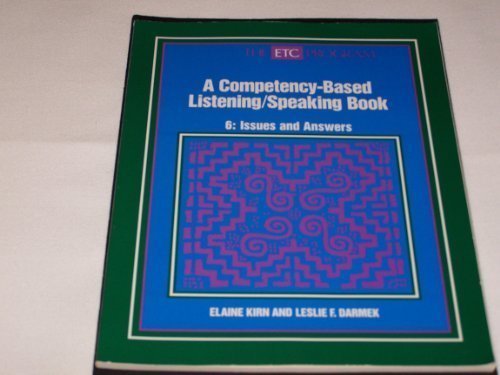 THE ETC PROGRAM
A Competency-Based
Listening/Speaking Book
6: Issues and Answers
ELAINE KIRN AND LESLIE F. DARMEK